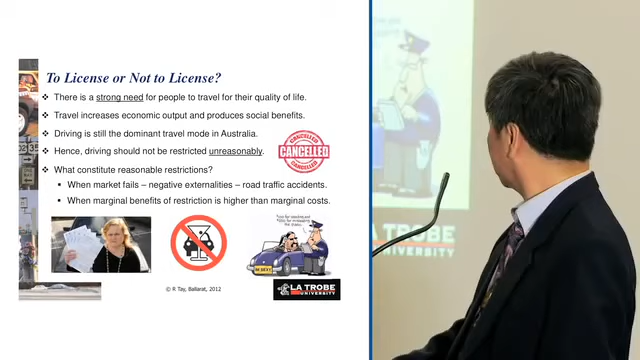 To License or Not to License?
❖ There is a strong need for people to travel for their quality of life.
❖ Travel increases economic output and produces social benefits.
❖ Driving is still the dominant travel mode in Australia.
❖ Hence, driving should not be restricted unreasonably.
CANCELLED
❖ What constitute reasonable restrictions?
▪ When market fails – negative externalities – road traffic accidents.
▪ When marginal benefits of restriction is higher than marginal costs.
© R Tay, Ballarat, 2012
LA TROBE
UNIVERSITY
LA TROBE
UNIVERSITY